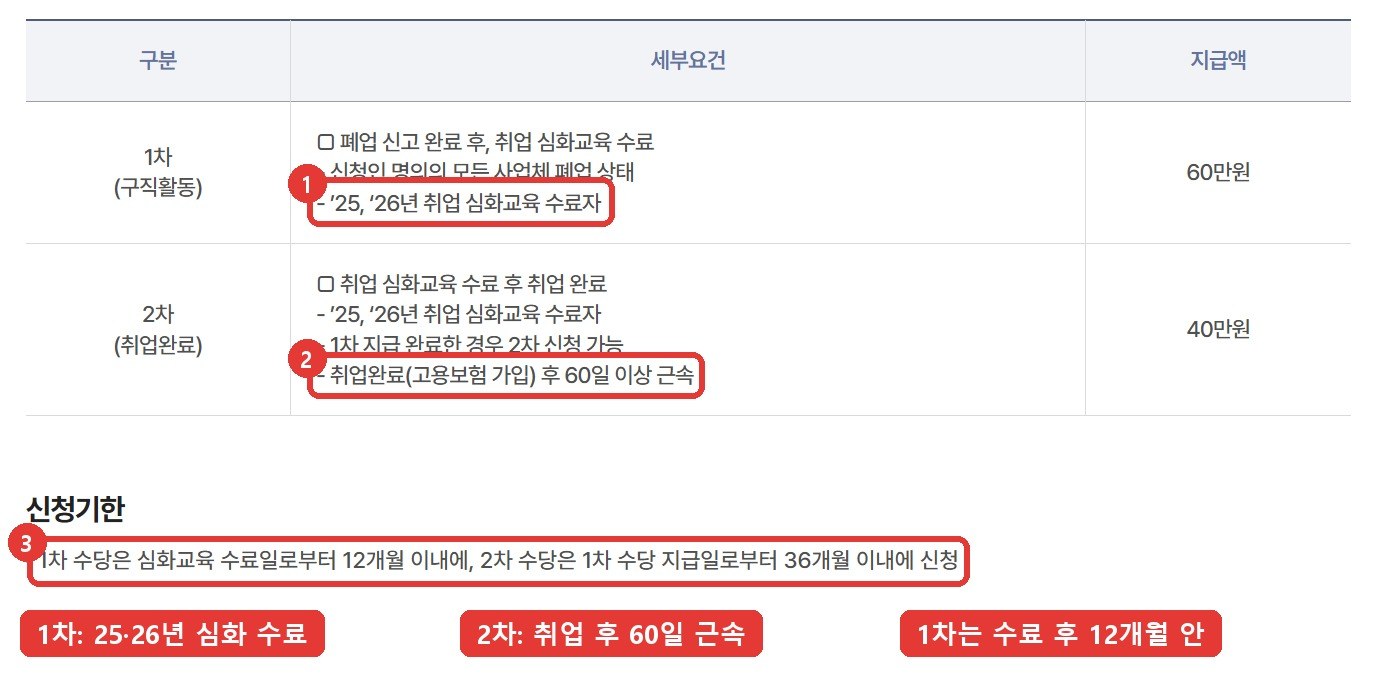 구분 세부요건 지급액
1차
(구직활동)
□ 폐업 신고 완료 후, 취업 심화교육 수료
- 신청인 명의의 모든 사업체 폐업 상태
1
- ’25, ‘26년 취업 심화교육 수료자
60만원
2차
(취업완료)
□ 취업 심화교육 수료 후 취업 완료
- ’25, ‘26년 취업 심화교육 수료자
- 1차 지급 완료한 경우 2차 신청 가능
2
- 취업완료(고용보험 가입) 후 60일 이상 근속
40만원
신청기한
3
1차 수당은 심화교육 수료일로부터 12개월 이내에, 2차 수당은 1차 수당 지급일로부터 36개월 이내에 신청
1차: 25·26년 심화 수료
2차: 취업 후 60일 근속
1차는 수료 후 12개월 안